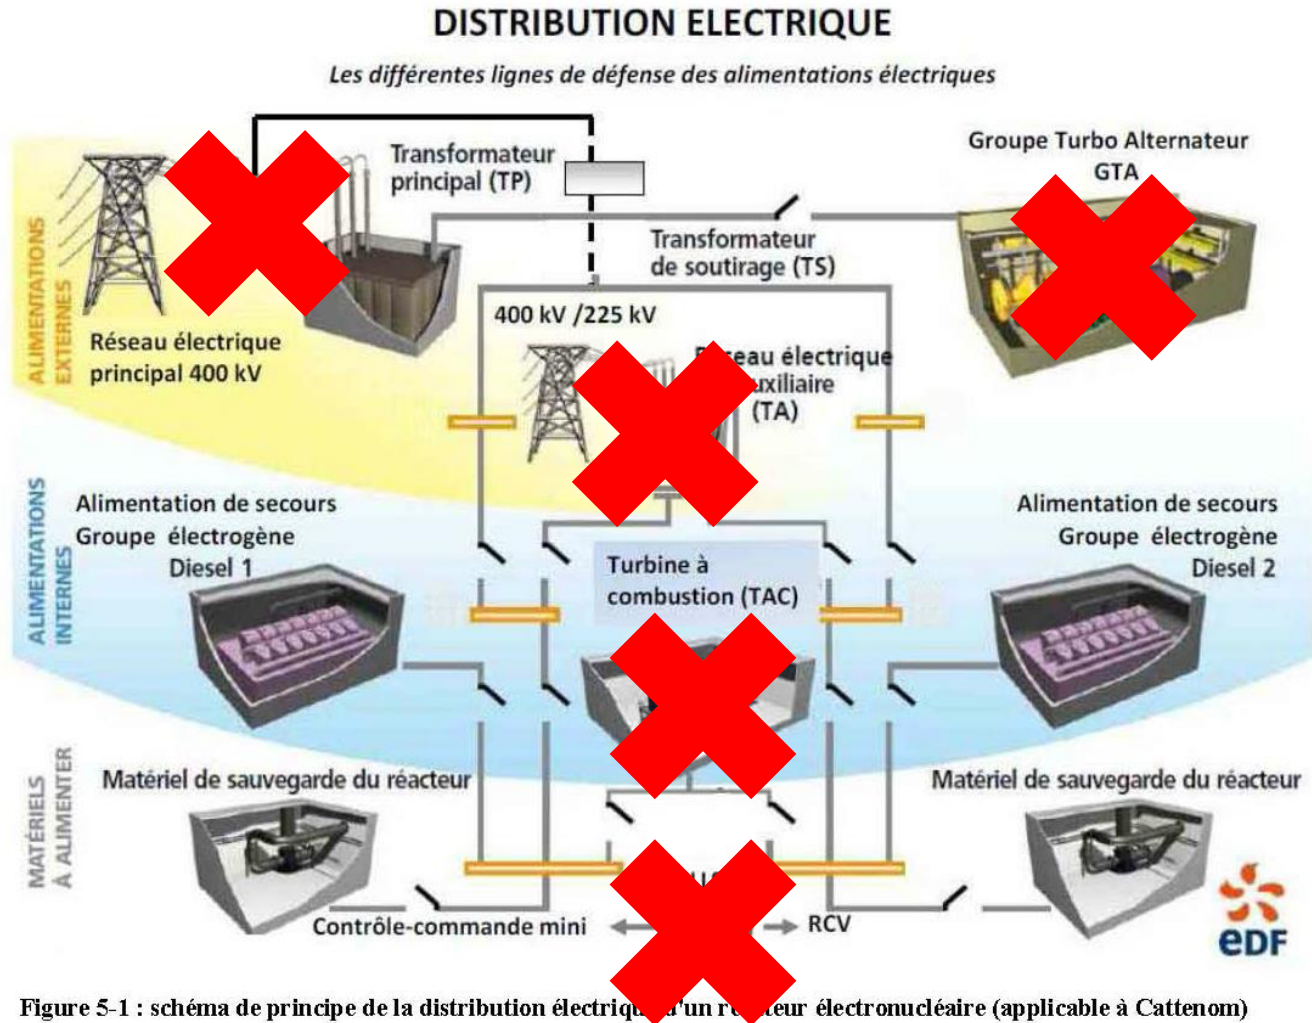 DISTRIBUTION ELECTRIQUE
Les différentes lignes de défense des alimentations électriques
Groupe Turbo Alternateur
GTA
Transformateur
principal (TP)
Transformateur
de soutirage (TS)
ALIMENTATIONS
EXTERNES
400 kV /225 kV
Réseau électrique
principal 400 kV
électrique
(TA)
ALIMENTATIONS
INTERNES
Alimentation de secours
Groupe électrogène
Diesel 1
Alimentation de secours
Groupe électrogène
Diesel 2
Turbine à
combustion (TAC)
MATÉRIELS
À ALIMENTER
Matériel de sauvegarde du réacteur
Matériel de sauvegarde du réacteur
Contrôle-commande mini
RCV
eDF
Figure 5-1 : schéma de principe de la distribution électronucléaire (applicable à Cattenom)